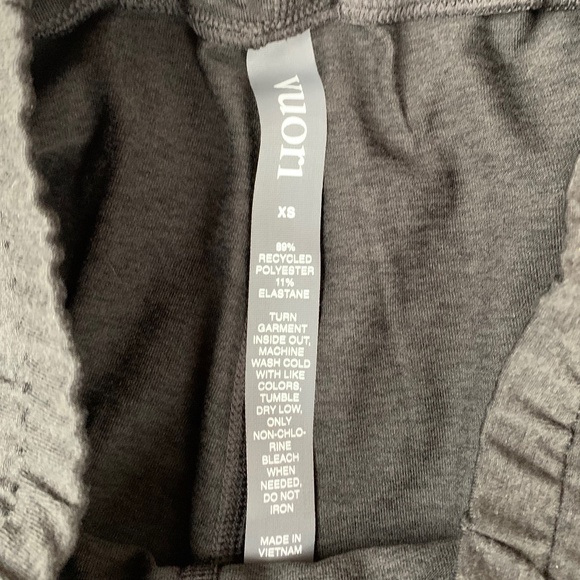 vuori
XS
89%
RECYCLED
POLYESTER
11%
ELASTANE
TURN
GARMENT
INSIDE OUT,
MACHINE
WASH COLD
WITH LIKE
COLORS,
TUMBLE
DRY LOW,
ONLY
NON-CHLO-
RINE
BLEACH
WHEN
NEEDED,
DO NOT
IRON
MADE IN
VIETNAM